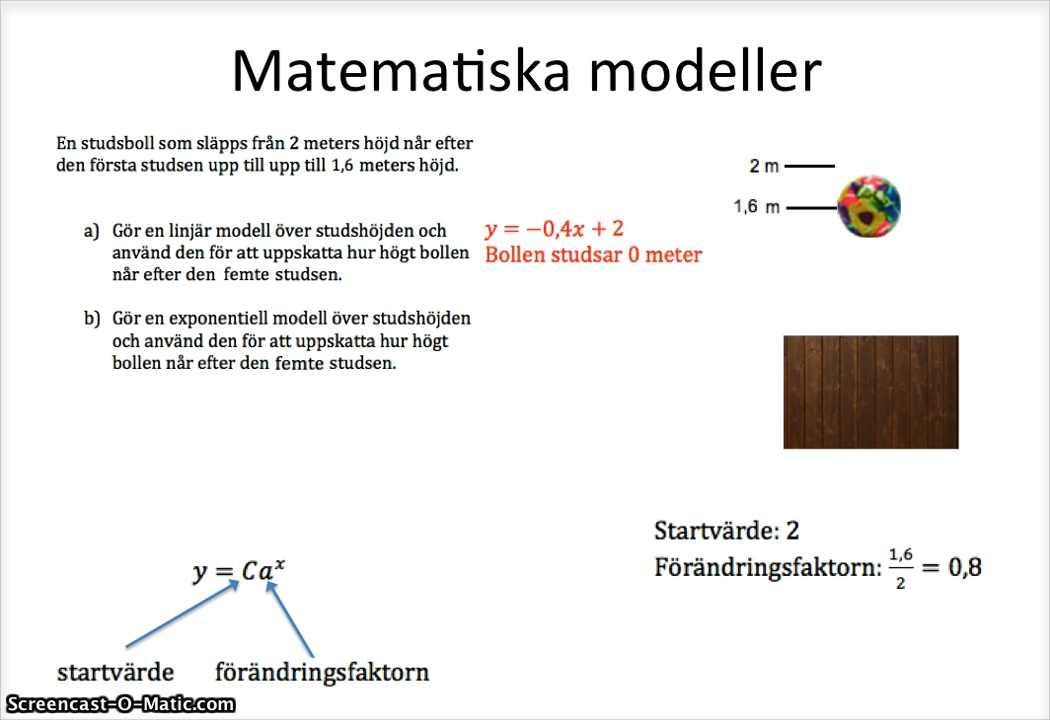 Matematiska modeller
En studsboll som släpps från 2 meters höjd når efter
den första studsen upp till upp till 1,6 meters höjd.
2 m
1,6 m
a) Gör en linjär modell över studshöjden och
använd den för att uppskatta hur högt bollen
når efter den femte studsen.
y = −0,4x + 2
Bollen studsar 0 meter
b) Gör en exponentiell modell över studshöjden
och använd den för att uppskatta hur högt
bollen når efter den femte studsen.
Startvärde: 2
Förändringsfaktorn: 1,6/2 = 0,8
y = Caˣ
startvärde
förändringsfaktorn
Screencast-O-Matic.com